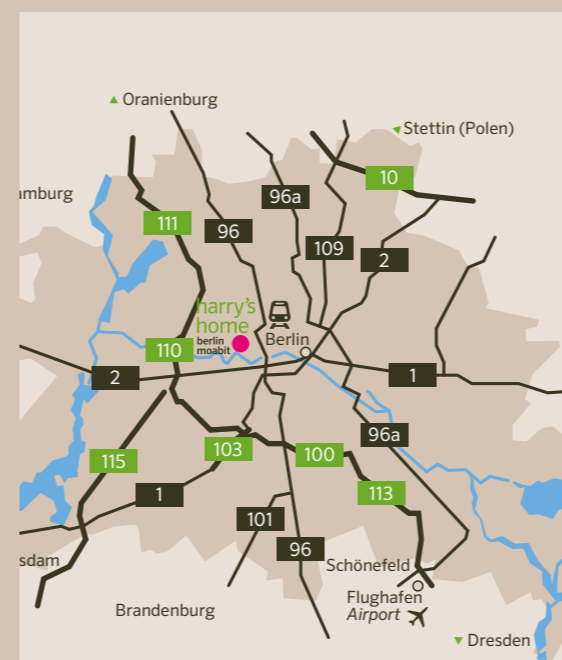 Oranienburg
Stettin (Polen)
10
mburg
96a
111
96
109
2
harry's
home
berlin
moabit
Berlin
110
2
1
96a
103
100
115
113
1
101
96
sdam
Schönefeld
Flughafen
Airport
Brandenburg
Dresden